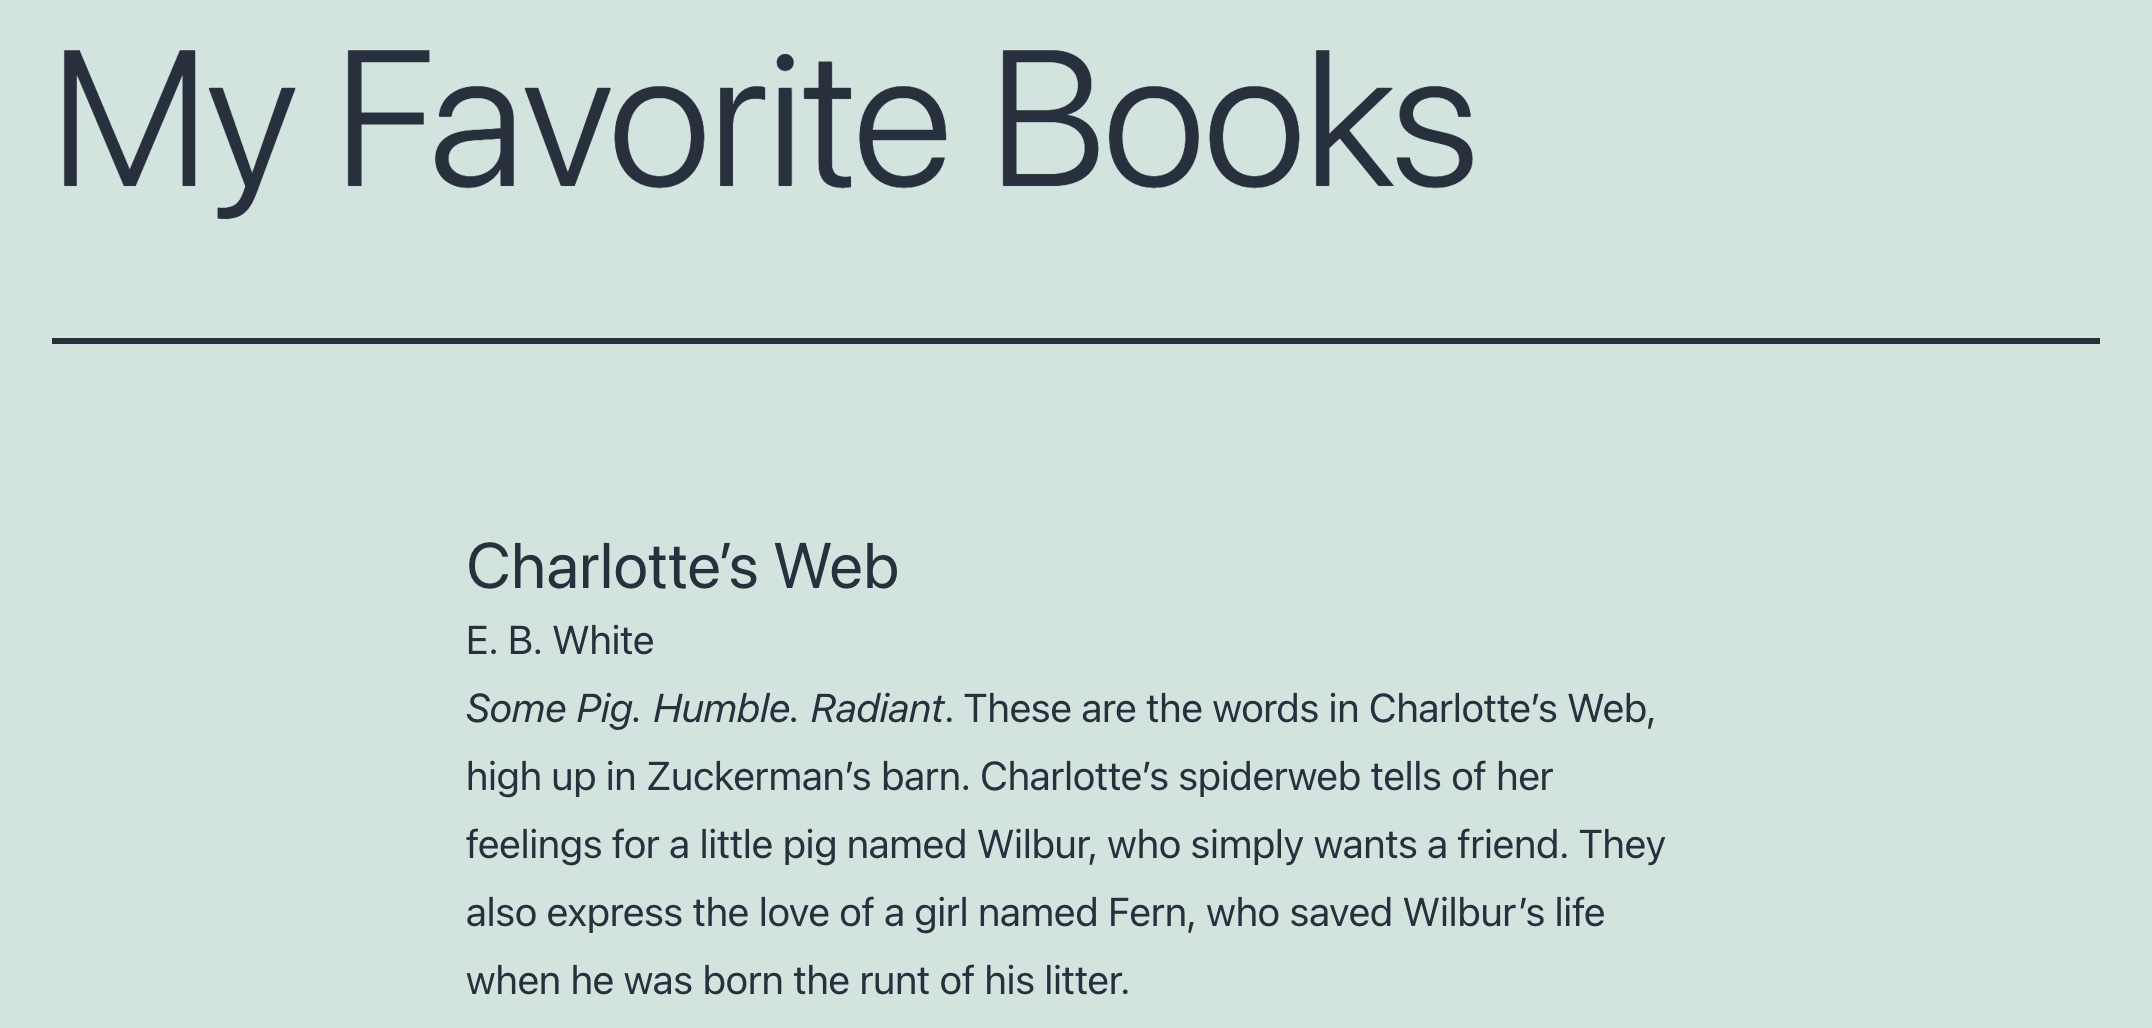 My Favorite Books
Charlotte’s Web
E. B. White
Some Pig. Humble. Radiant. These are the words in Charlotte’s Web,
high up in Zuckerman’s barn. Charlotte’s spiderweb tells of her
feelings for a little pig named Wilbur, who simply wants a friend. They
also express the love of a girl named Fern, who saved Wilbur’s life
when he was born the runt of his litter.